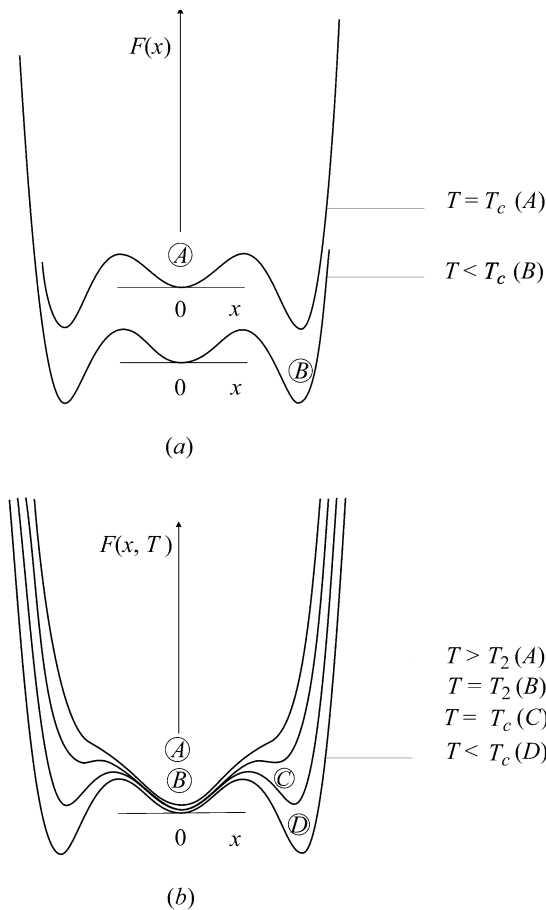 F(x)
T = T_c (A)
A
T < T_c (B)
0 x
B
0 x
(a)
F(x, T)
T > T_2 (A)
T = T_2 (B)
T = T_c (C)
T < T_c (D)
A
B
C
D
0 x
(b)